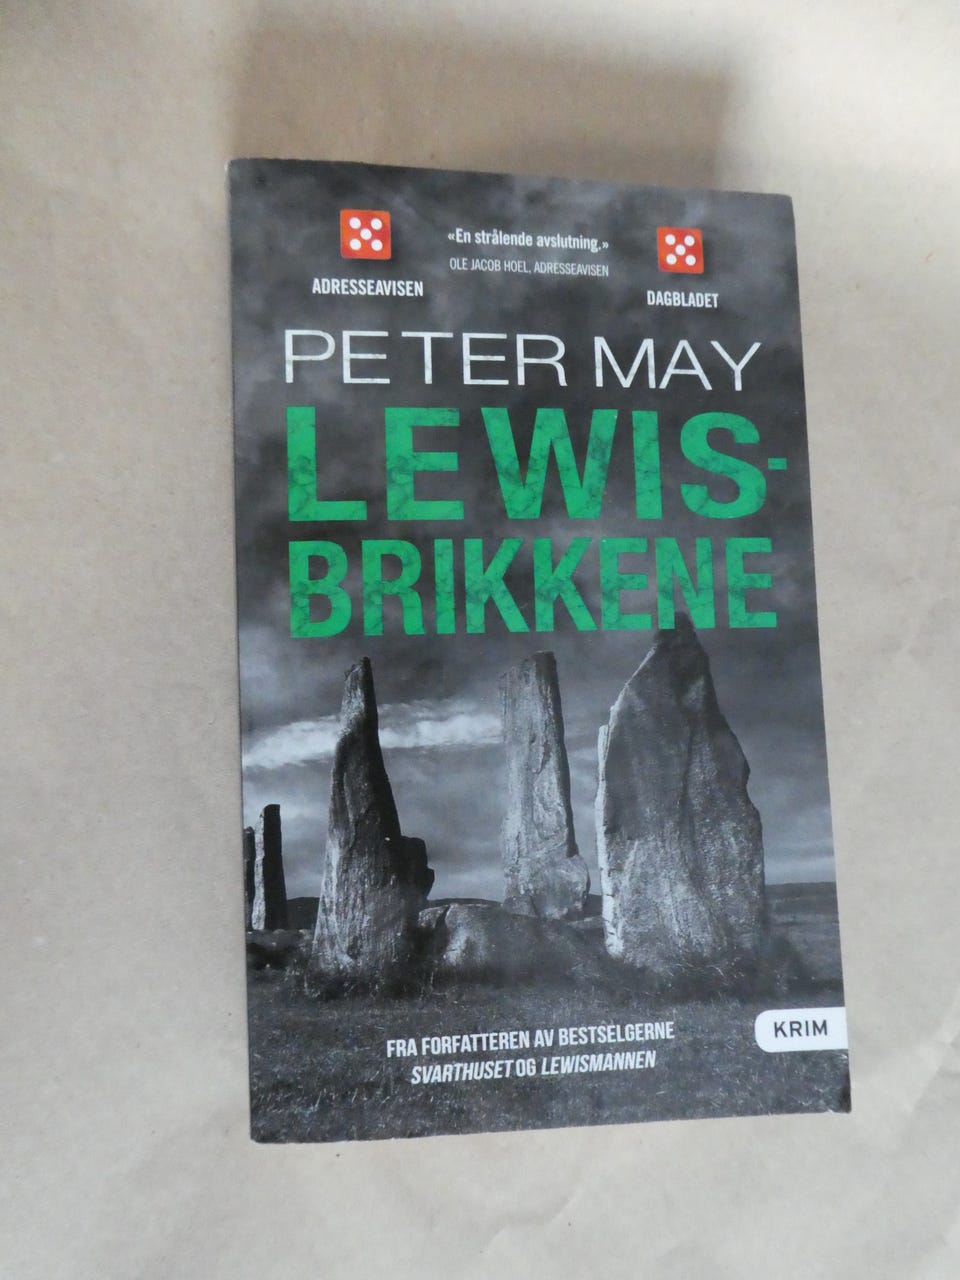 «En strålende avslutning.»
OLE JACOB HOEL, ADRESSEAVISEN
ADRESSEAVISEN
DAGBLADET
PETER MAY
LEWIS-
BRIKKENE
FRA FORFATTEREN AV BESTSELGERNE
SVARTHUSET OG LEWISMANNEN
KRIM